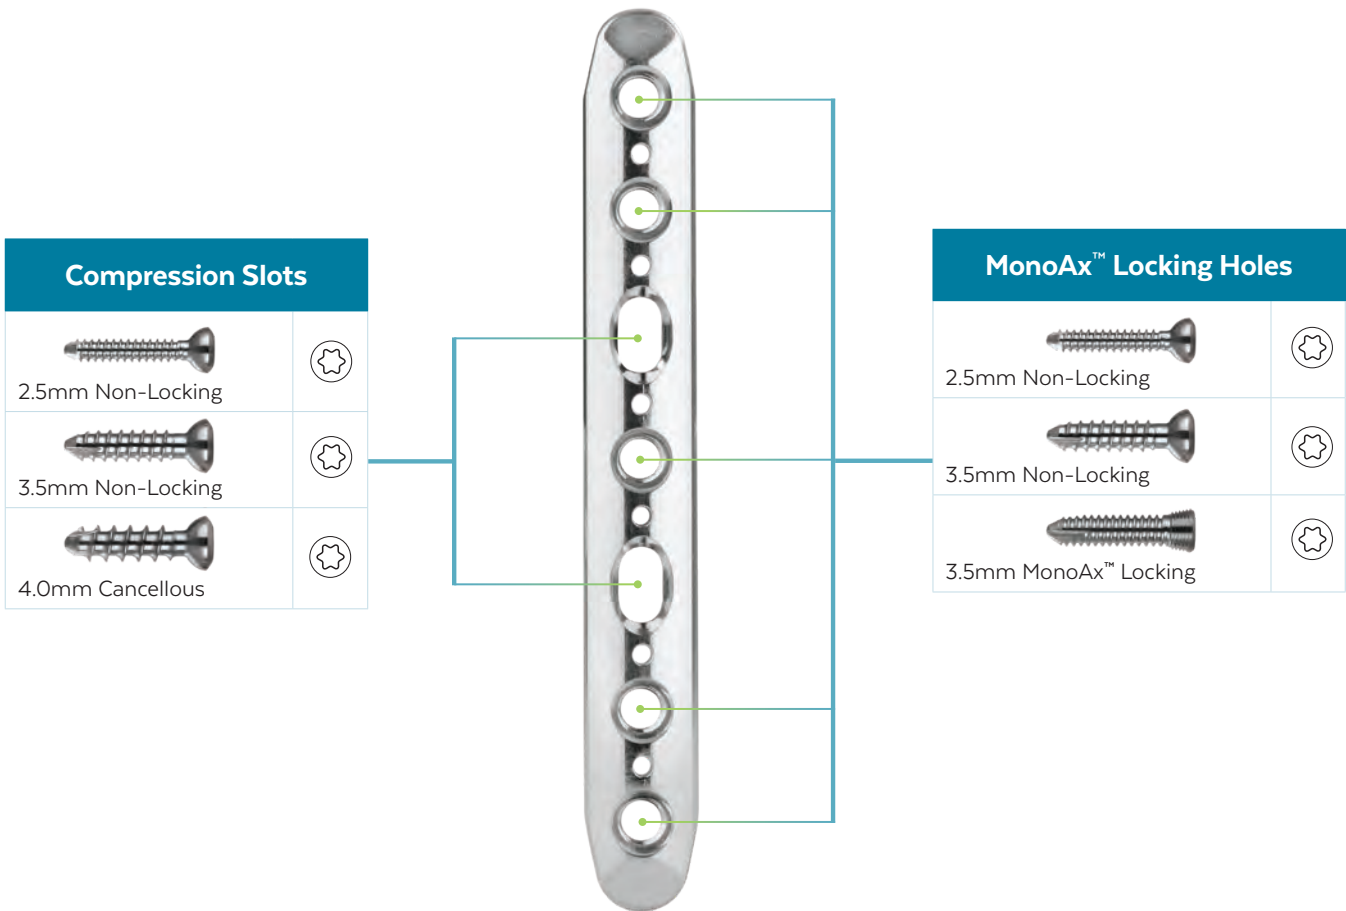 Compression Slots
2.5mm Non-Locking
3.5mm Non-Locking
4.0mm Cancellous
MonoAx™ Locking Holes
2.5mm Non-Locking
3.5mm Non-Locking
3.5mm MonoAx™ Locking